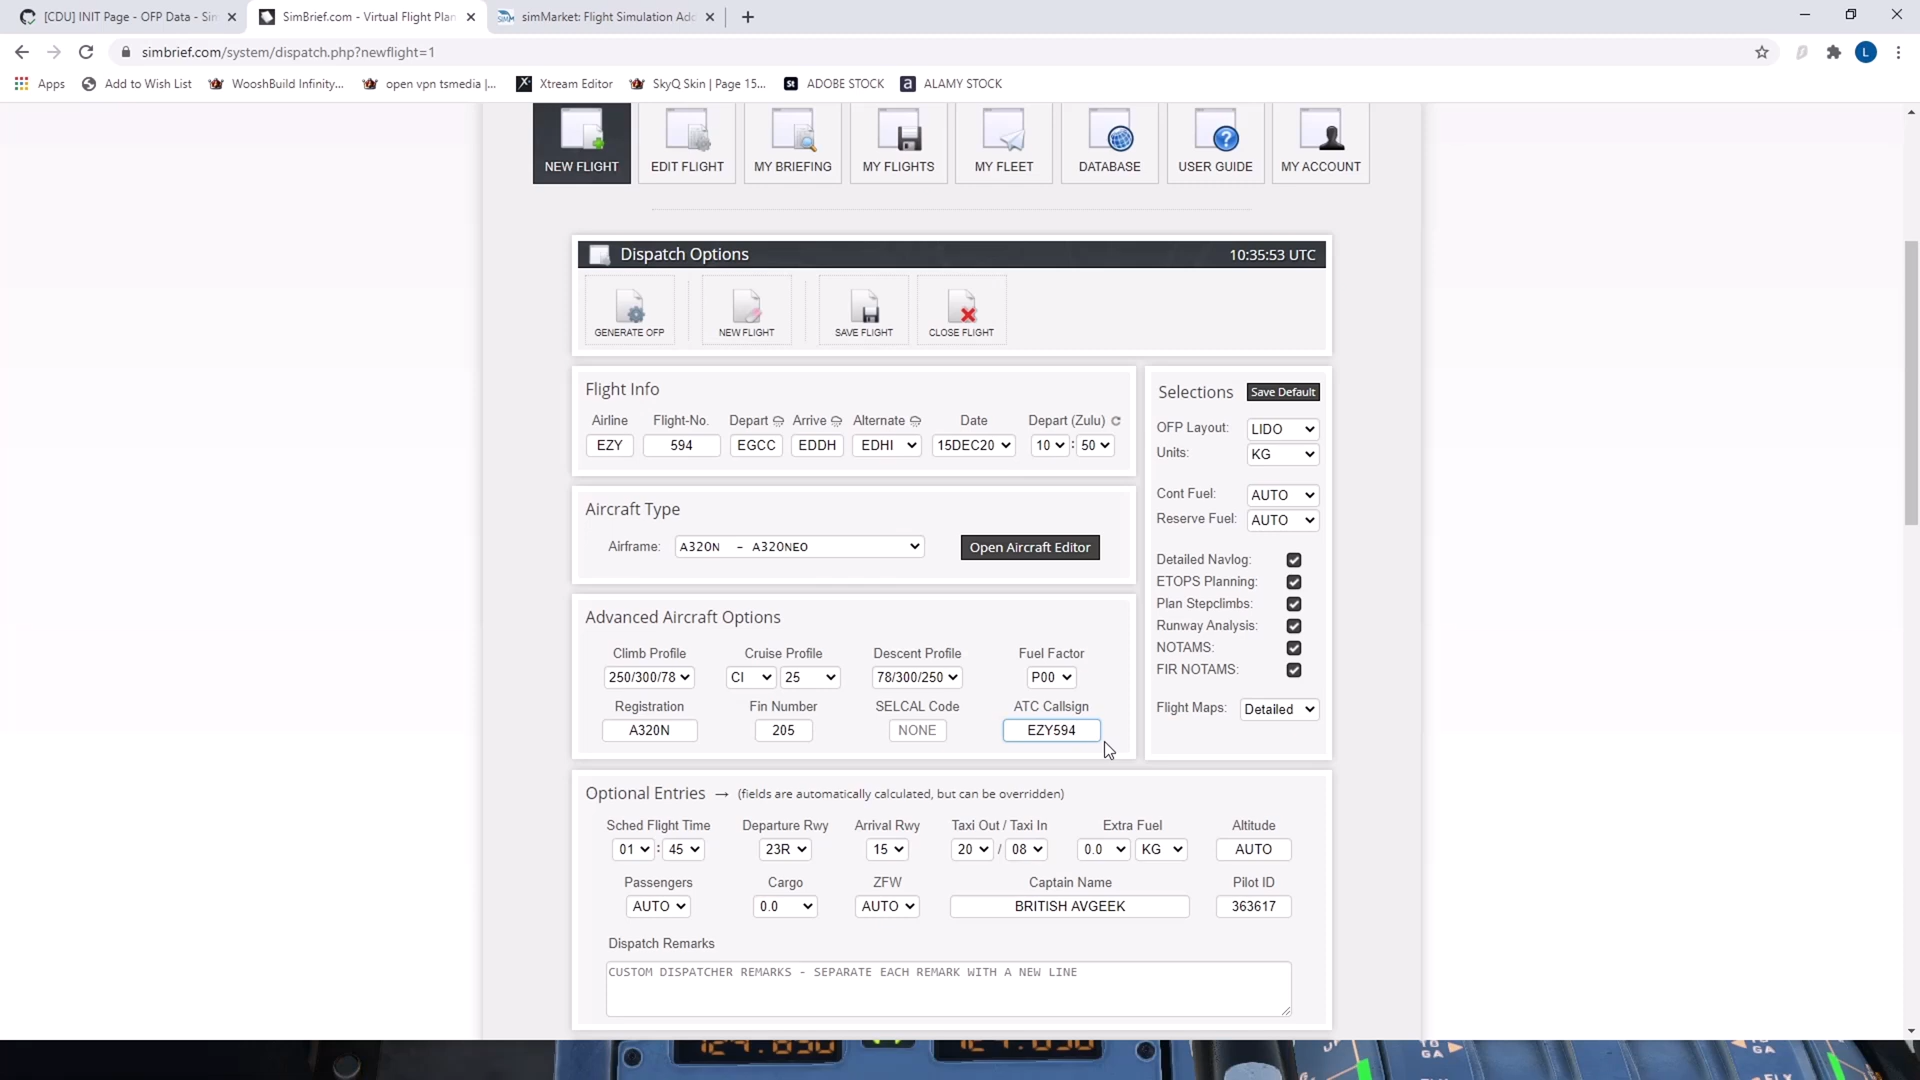 [CDU] INIT Page - OFP Data - Sin
SimBrief.com - Virtual Flight Plan
simMarket: Flight Simulation Add
simbrief.com/system/dispatch.php?newflight=1
L
Apps
Add to Wish List
WooshBuild Infinity...
open vpn tsmedia |...
Xtream Editor
SkyQ Skin | Page 15...
St ADOBE STOCK
a ALAMY STOCK
NEW FLIGHT
EDIT FLIGHT
MY BRIEFING
MY FLIGHTS
MY FLEET
DATABASE
USER GUIDE
MY ACCOUNT
Dispatch Options
10:35:53 UTC
GENERATE OFP
NEW FLIGHT
SAVE FLIGHT
CLOSE FLIGHT
Flight Info
Airline Flight-No. Depart Arrive Alternate Date Depart (Zulu)
EZY 594 EGCC EDDH EDHI 15DEC20 10 : 50
Selections Save Default
OFP Layout: LIDO
Units: KG
Cont Fuel: AUTO
Reserve Fuel: AUTO
Detailed Navlog:
ETOPS Planning:
Plan Stepclimbs:
Runway Analysis:
NOTAMS:
FIR NOTAMS:
Flight Maps: Detailed
Aircraft Type
Airframe: A320N - A320NEO Open Aircraft Editor
Advanced Aircraft Options
Climb Profile Cruise Profile Descent Profile Fuel Factor
250/300/78 CI 25 78/300/250 P00
Registration Fin Number SELCAL Code ATC Callsign
A320N 205 NONE EZY594
Optional Entries → (fields are automatically calculated, but can be overridden)
Sched Flight Time Departure Rwy Arrival Rwy Taxi Out / Taxi In Extra Fuel Altitude
01 : 45 23R 15 20 / 08 0.0 KG AUTO
Passengers Cargo ZFW Captain Name Pilot ID
AUTO 0.0 AUTO BRITISH AVGEEK 363617
Dispatch Remarks
CUSTOM DISPATCHER REMARKS - SEPARATE EACH REMARK WITH A NEW LINE
GA
GA